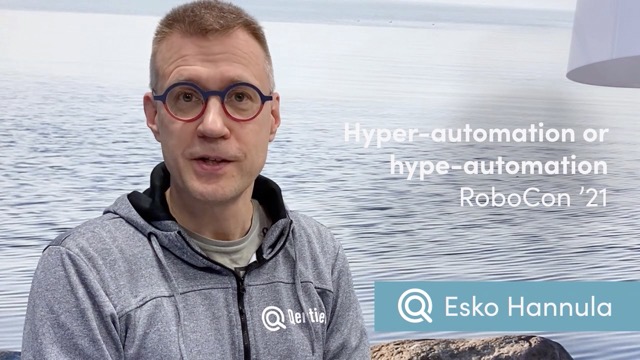 Hyper-automation or
hype-automation
RoboCon ’21
Esko Hannula